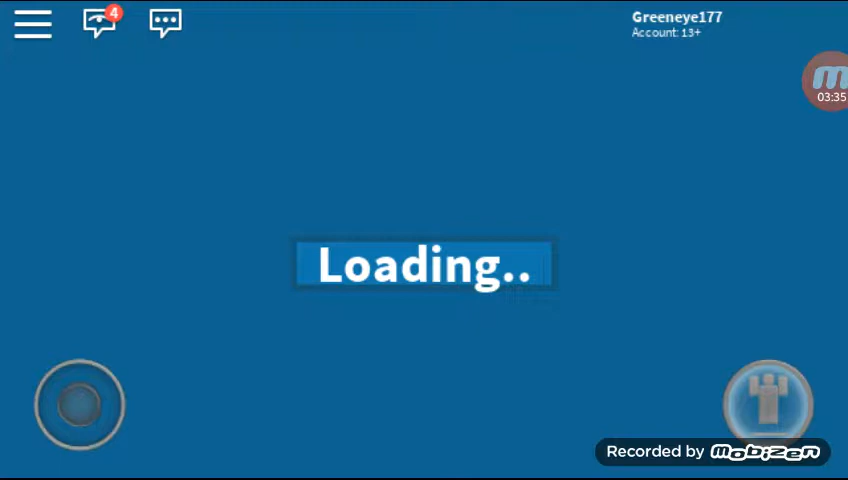 4
Greeneye177
Account: 13+
03:35
Loading..
Recorded by Mobizen